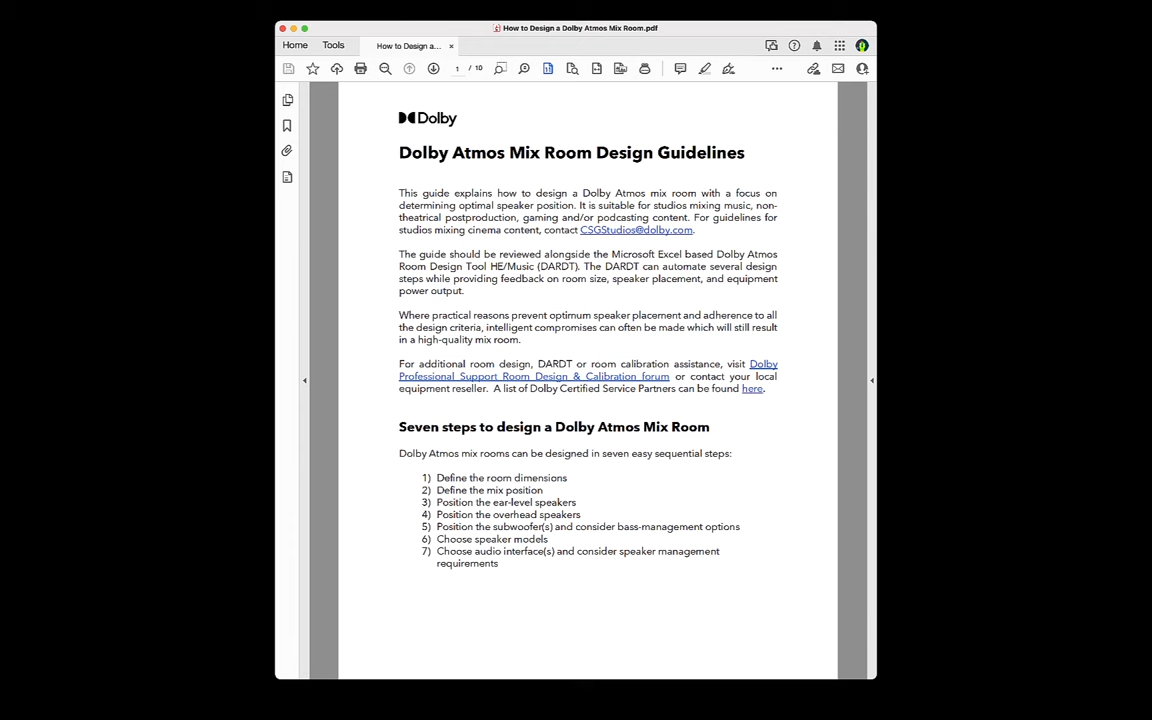 How to Design a Dolby Atmos Mix Room.pdf
Home Tools How to Design a...
1 / 10
Dolby
Dolby Atmos Mix Room Design Guidelines
This guide explains how to design a Dolby Atmos mix room with a focus on
determining optimal speaker position. It is suitable for studios mixing music, non-
theatrical postproduction, gaming and/or podcasting content. For guidelines for
studios mixing cinema content, contact CSGStudios@dolby.com.
The guide should be reviewed alongside the Microsoft Excel based Dolby Atmos
Room Design Tool HE/Music (DARDT). The DARDT can automate several design
steps while providing feedback on room size, speaker placement, and equipment
power output.
Where practical reasons prevent optimum speaker placement and adherence to all
the design criteria, intelligent compromises can often be made which will still result
in a high-quality mix room.
For additional room design, DARDT or room calibration assistance, visit Dolby
Professional Support Room Design & Calibration forum or contact your local
equipment reseller. A list of Dolby Certified Service Partners can be found here.
Seven steps to design a Dolby Atmos Mix Room
Dolby Atmos mix rooms can be designed in seven easy sequential steps:
1) Define the room dimensions
2) Define the mix position
3) Position the ear-level speakers
4) Position the overhead speakers
5) Position the subwoofer(s) and consider bass-management options
6) Choose speaker models
7) Choose audio interface(s) and consider speaker management
requirements